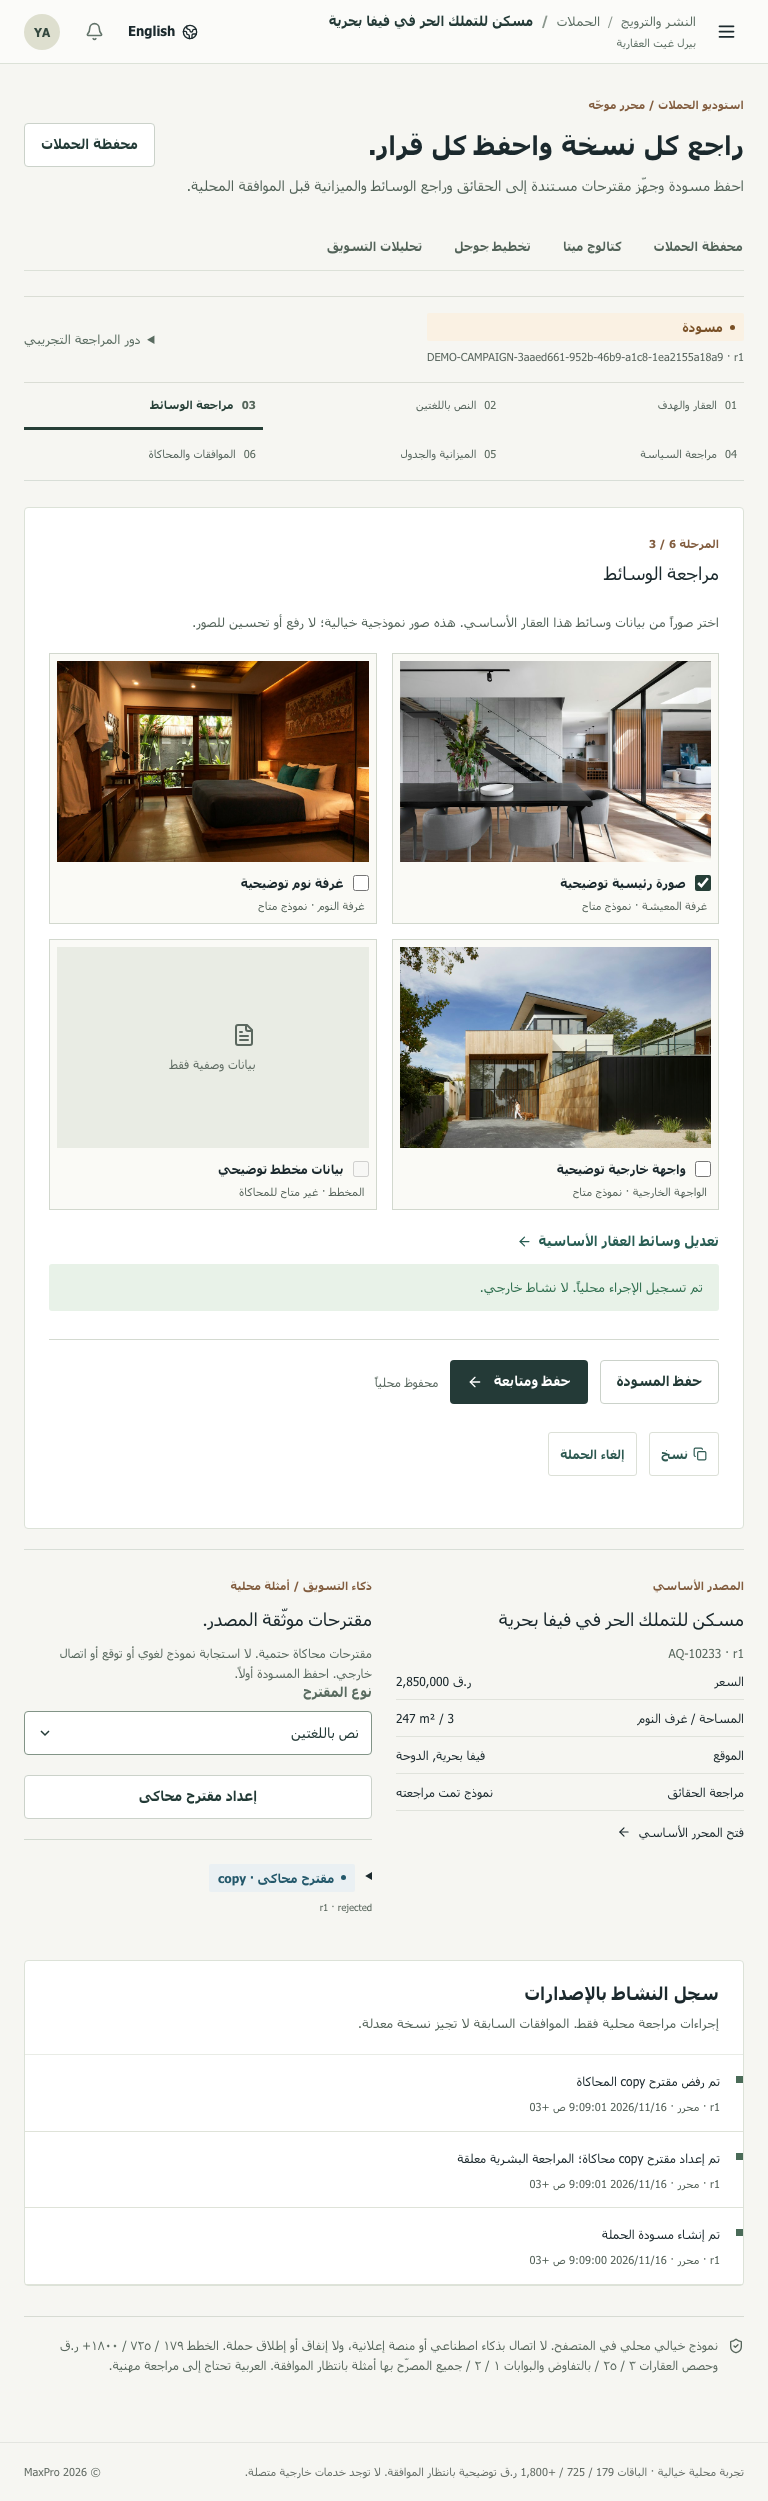 النشر والترويج / الحملات / مسكن للتملك الحر في فيفا بحرية
بيرل غيت العقارية
English
YA
استوديو الحملات / محرر موجّه
راجع كل نسخة واحفظ كل قرار.
احفظ مسودة وجهّز مقترحات مستندة إلى الحقائق وراجع الوسائط والميزانية قبل الموافقة المحلية.
محفظة الحملات
محفظة الحملات
كتالوج ميتا
تخطيط جوجل
تحليلات التسويق
مسودة
DEMO-CAMPAIGN-3aaed661-952b-46b9-a1c8-1ea2155a18a9 · r1
دور المراجعة التجريبي
01 العقار والهدف
02 النص باللغتين
03 مراجعة الوسائط
04 مراجعة السياسة
05 الميزانية والجدول
06 الموافقات والمحاكاة
المرحلة 6 / 3
مراجعة الوسائط
اختر صوراً من بيانات وسائط هذا العقار الأساسي. هذه صور نموذجية خيالية؛ لا رفع أو تحسين للصور.
صورة رئيسية توضيحية
غرفة المعيشة · نموذج متاح
غرفة نوم توضيحية
غرفة النوم · نموذج متاح
واجهة خارجية توضيحية
الواجهة الخارجية · نموذج متاح
بيانات وصفية فقط
بيانات مخطط توضيحي
المخطط · غير متاح للمحاكاة
تعديل وسائط العقار الأساسية
تم تسجيل الإجراء محلياً. لا نشاط خارجي.
حفظ المسودة
حفظ ومتابعة
محفوظ محلياً
نسخ
إلغاء الحملة
المصدر الأساسي
مسكن للتملك الحر في فيفا بحرية
AQ-10233 · r1
السعر
ر.ق 2,850,000
المساحة / غرف النوم
247 m² / 3
الموقع
فيفا بحرية, الدوحة
مراجعة الحقائق
نموذج تمت مراجعته
فتح المحرر الأساسي
ذكاء التسويق / أمثلة محلية
مقترحات موثّقة المصدر.
مقترحات محاكاة حتمية. لا استجابة نموذج لغوي أو توقع أو اتصال
خارجي. احفظ المسودة أولاً.
نوع المقترح
نص باللغتين
إعداد مقترح محاكى
مقترح محاكى · copy
r1 · rejected
سجل النشاط بالإصدارات
إجراءات مراجعة محلية فقط. الموافقات السابقة لا تجيز نسخة معدلة.
تم رفض مقترح copy المحاكاة
r1 · محرر · 2026/11/16 9:09:01 ص +03
تم إعداد مقترح copy محاكاة؛ المراجعة البشرية معلقة
r1 · محرر · 2026/11/16 9:09:01 ص +03
تم إنشاء مسودة الحملة
r1 · محرر · 2026/11/16 9:09:00 ص +03
نموذج خيالي محلي في المتصفح. لا اتصال بذكاء اصطناعي أو منصة إعلانية، ولا إنفاق أو إطلاق حملة. الخطط ١٧٩ / ٧٢٥ / ١٨٠٠+ ر.ق
وحصص العقارات ٣ / ٢٥ / بالتفاوض والبوابات ١ / ٢ / جميع المصرّح بها أمثلة بانتظار الموافقة. العربية تحتاج إلى مراجعة مهنية.
تجربة محلية خيالية · الباقات 179 / 725 / +1,800 ر.ق توضيحية بانتظار الموافقة. لا توجد خدمات خارجية متصلة.
© 2026 MaxPro